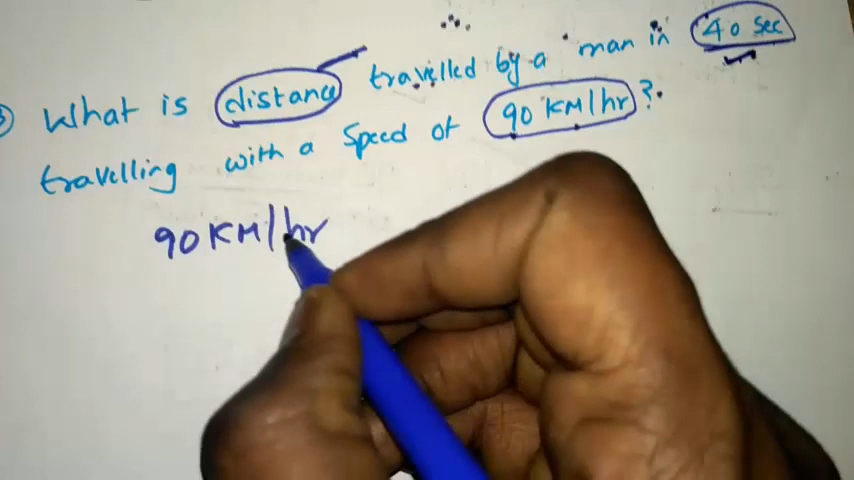 What is distance travelled by a man in 40 Sec
travelling with a Speed of 90 KM/hr?
90 KM/hr